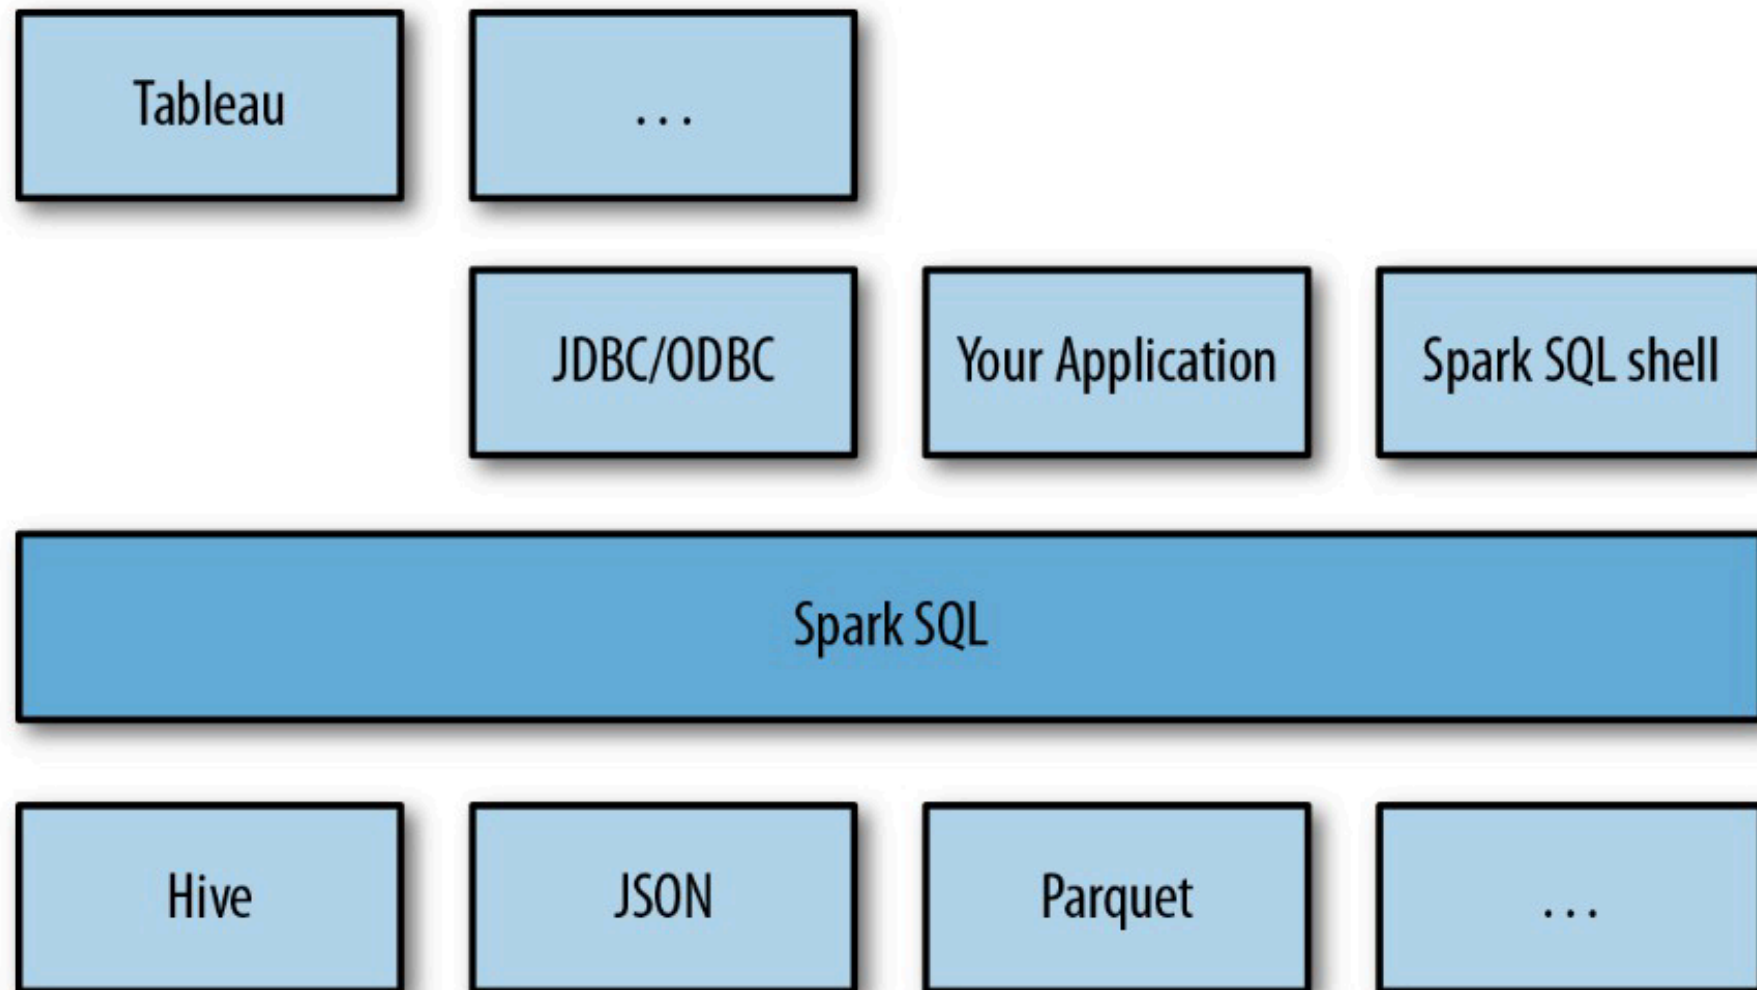 Tableau
. . .
JDBC/ODBC
Your Application
Spark SQL shell
Spark SQL
Hive
JSON
Parquet
. . .